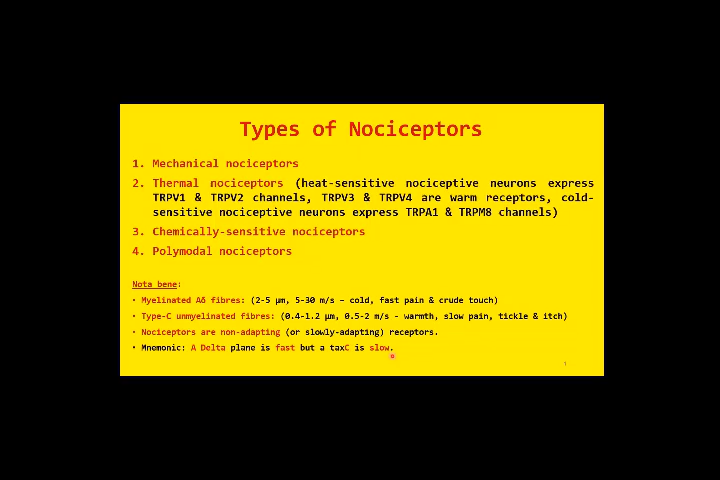 Types of Nociceptors
1. Mechanical nociceptors
2. Thermal nociceptors (heat-sensitive nociceptive neurons express
TRPV1 & TRPV2 channels, TRPV3 & TRPV4 are warm receptors, cold-
sensitive nociceptive neurons express TRPA1 & TRPM8 channels)
3. Chemically-sensitive nociceptors
4. Polymodal nociceptors
Nota bene:
• Myelinated Aδ fibres: (2-5 µm, 5-30 m/s – cold, fast pain & crude touch)
• Type-C unmyelinated fibres: (0.4-1.2 µm, 0.5-2 m/s - warmth, slow pain, tickle & itch)
• Nociceptors are non-adapting (or slowly-adapting) receptors.
• Mnemonic: A Delta plane is fast but a taxC is slow.